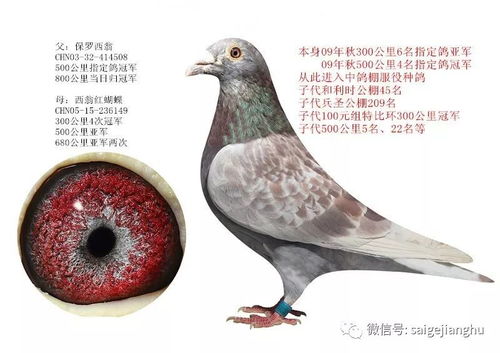 父：保罗西翁
CHN03-32-414508
500公里指定鸽冠军
800公里当日归冠军
母：西翁红蝴蝶
CHN05-15-236149
300公里4次冠军
500公里亚军
680公里亚军两次
本身09年秋300公里6名指定鸽亚军
09年秋500公里4名指定鸽冠军
从此进入中鸽棚服役种鸽
子代和利时公棚45名
子代兵圣公棚209名
子代100元组特比环300公里冠军
子代500公里5名、22名等
微信号: saigejianghu